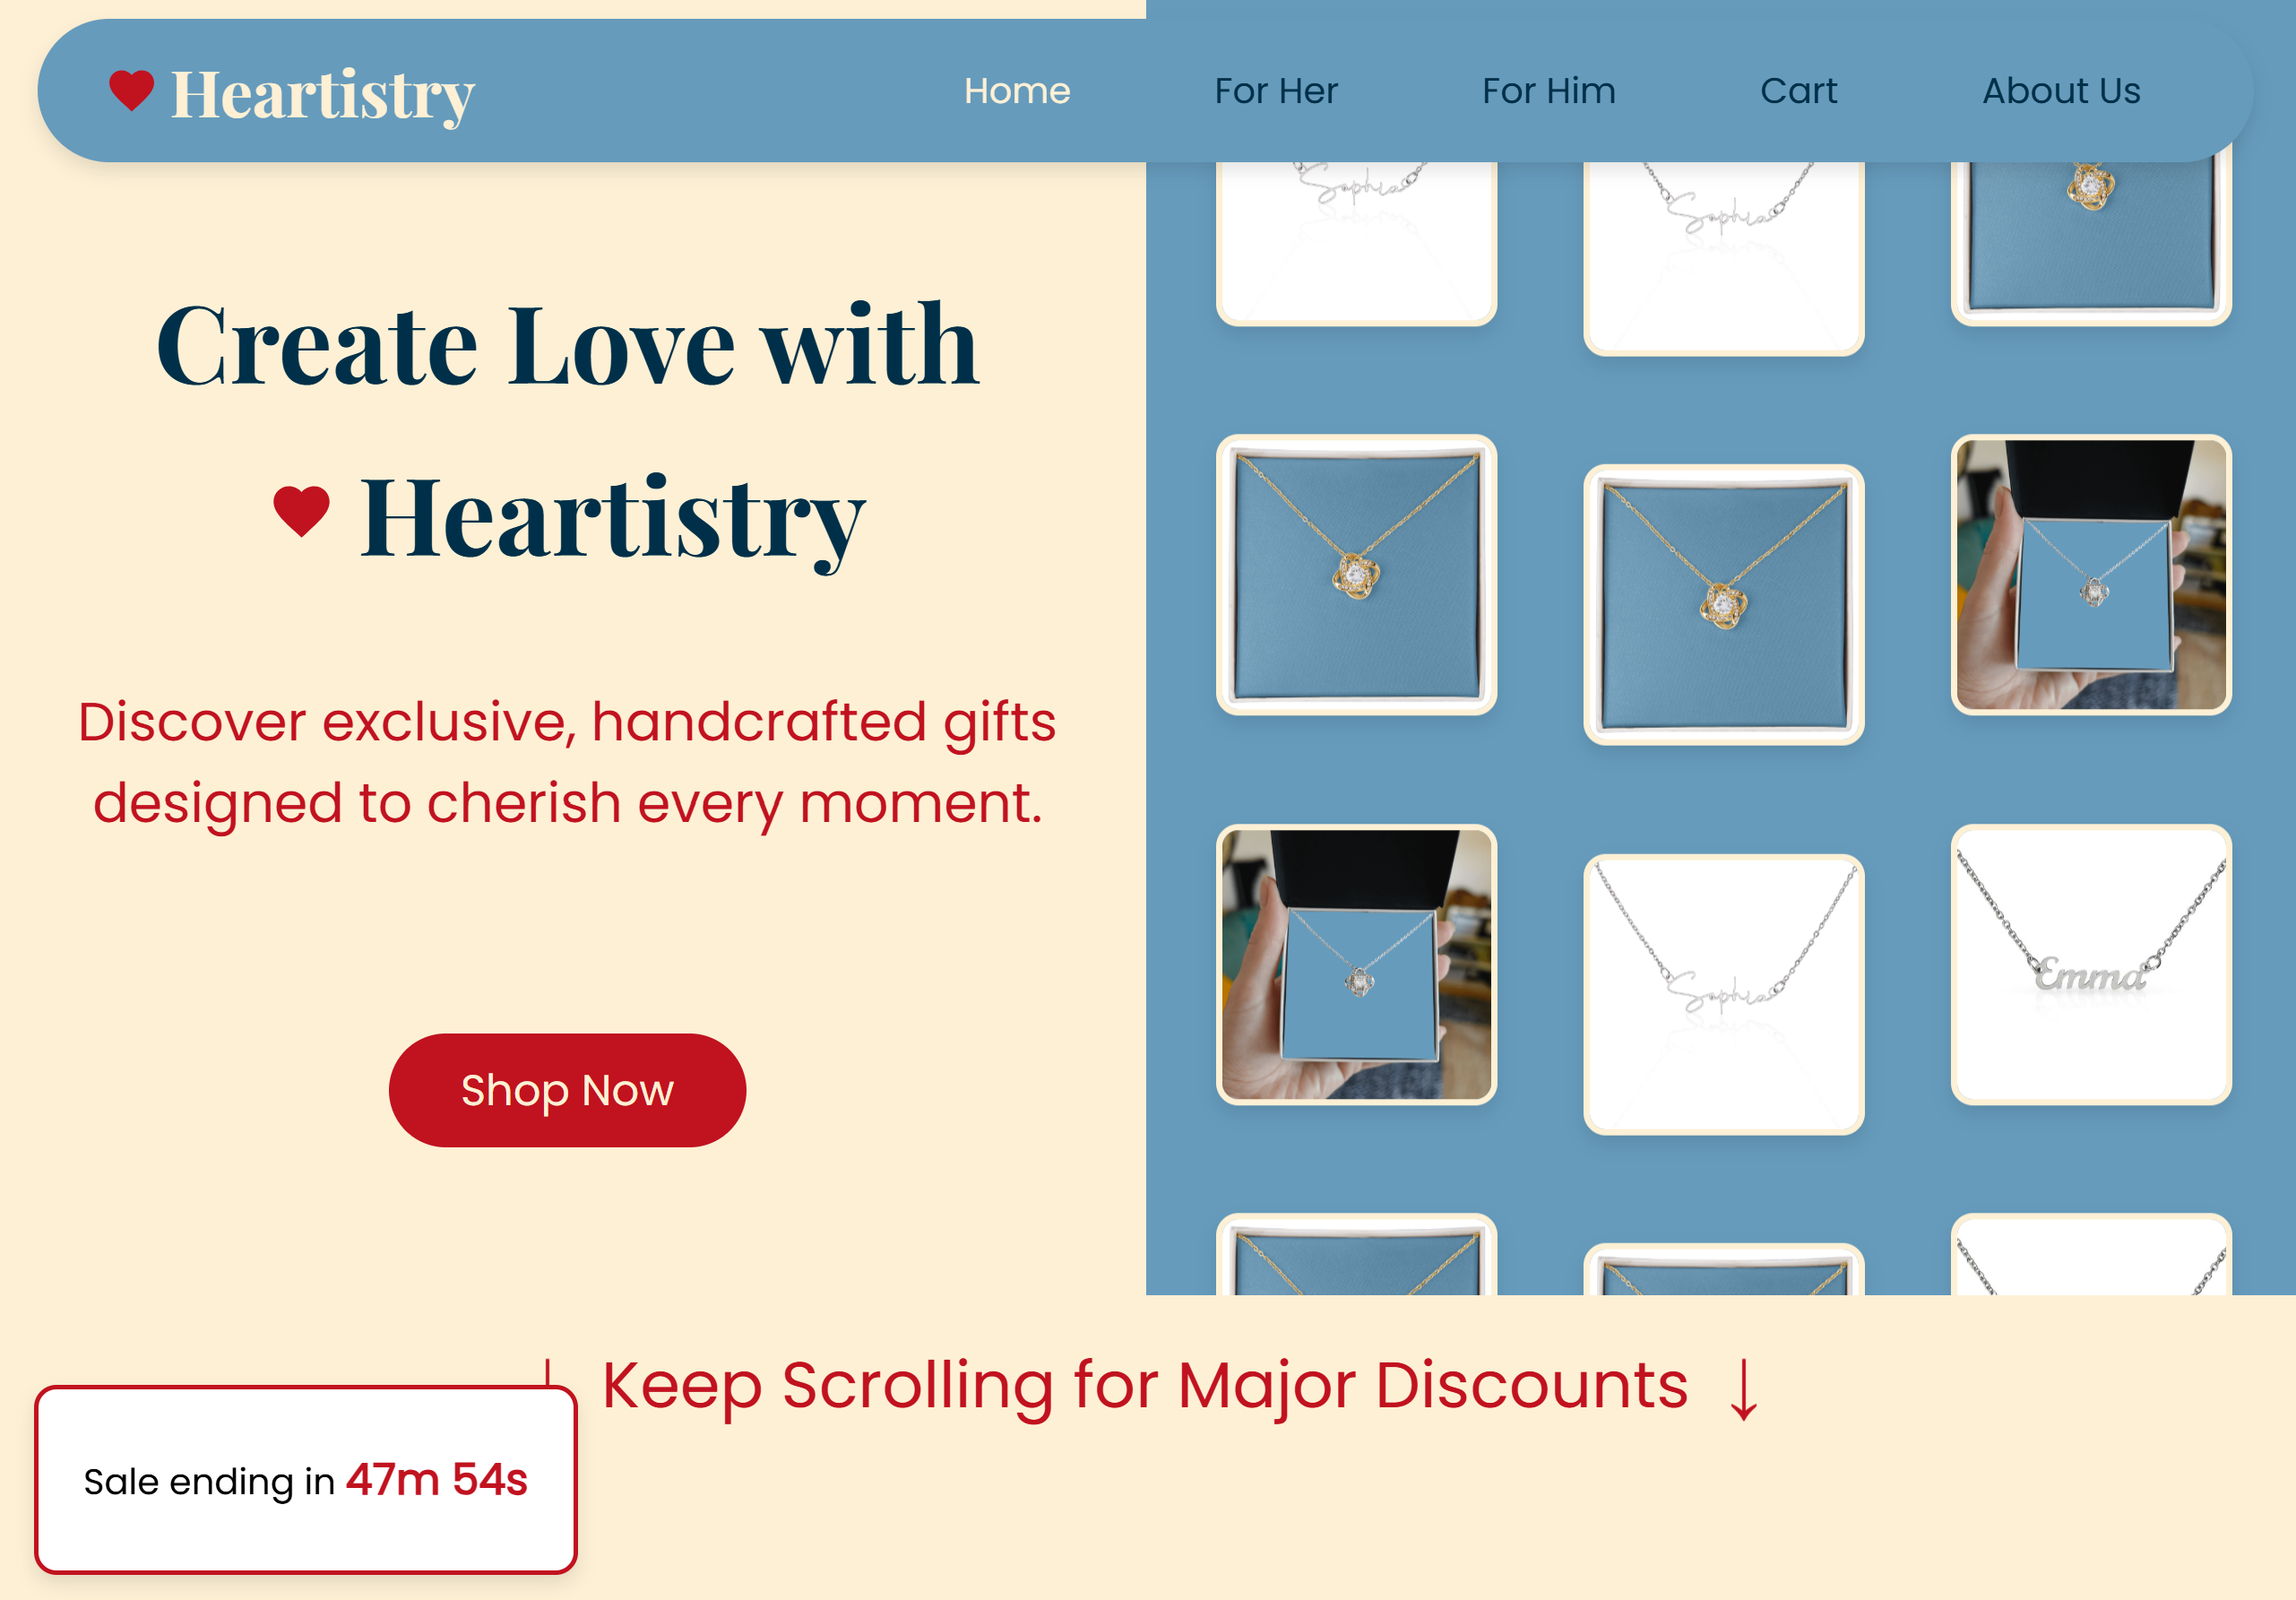 Heartistry
Home For Her For Him Cart About Us
Sophia Sophia
Create Love with
Heartistry
Discover exclusive, handcrafted gifts
designed to cherish every moment.
Sophia Emma
Shop Now
↓ Keep Scrolling for Major Discounts ↓
Sale ending in 47m 54s